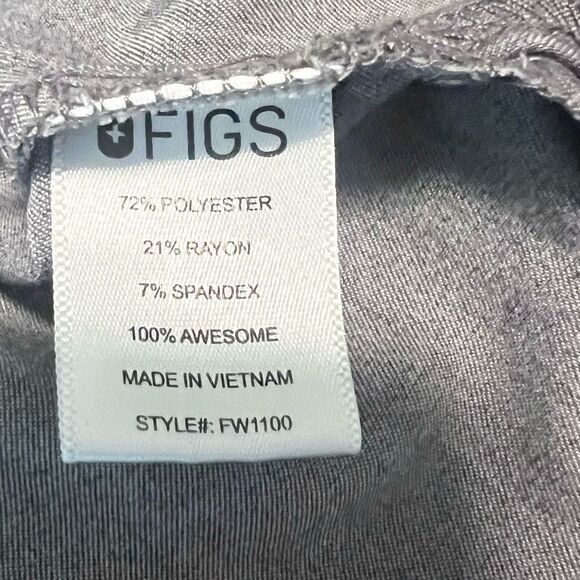 FIGS
72% POLYESTER
21% RAYON
7% SPANDEX
100% AWESOME
MADE IN VIETNAM
STYLE#: FW1100